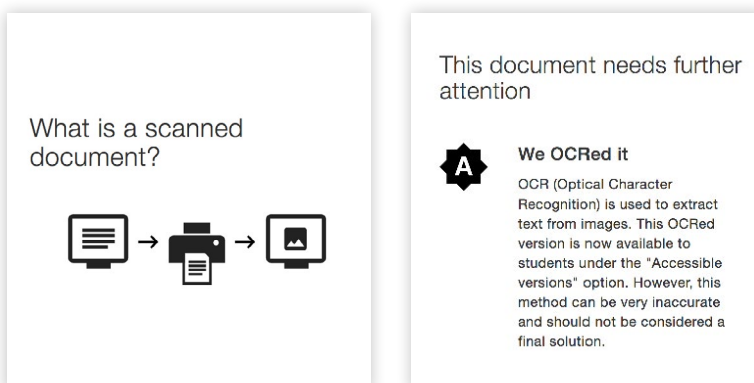 What is a scanned
document?
This document needs further
attention
A
We OCRed it
OCR (Optical Character
Recognition) is used to extract
text from images. This OCRed
version is now available to
students under the "Accessible
versions" option. However, this
method can be very inaccurate
and should not be considered a
final solution.